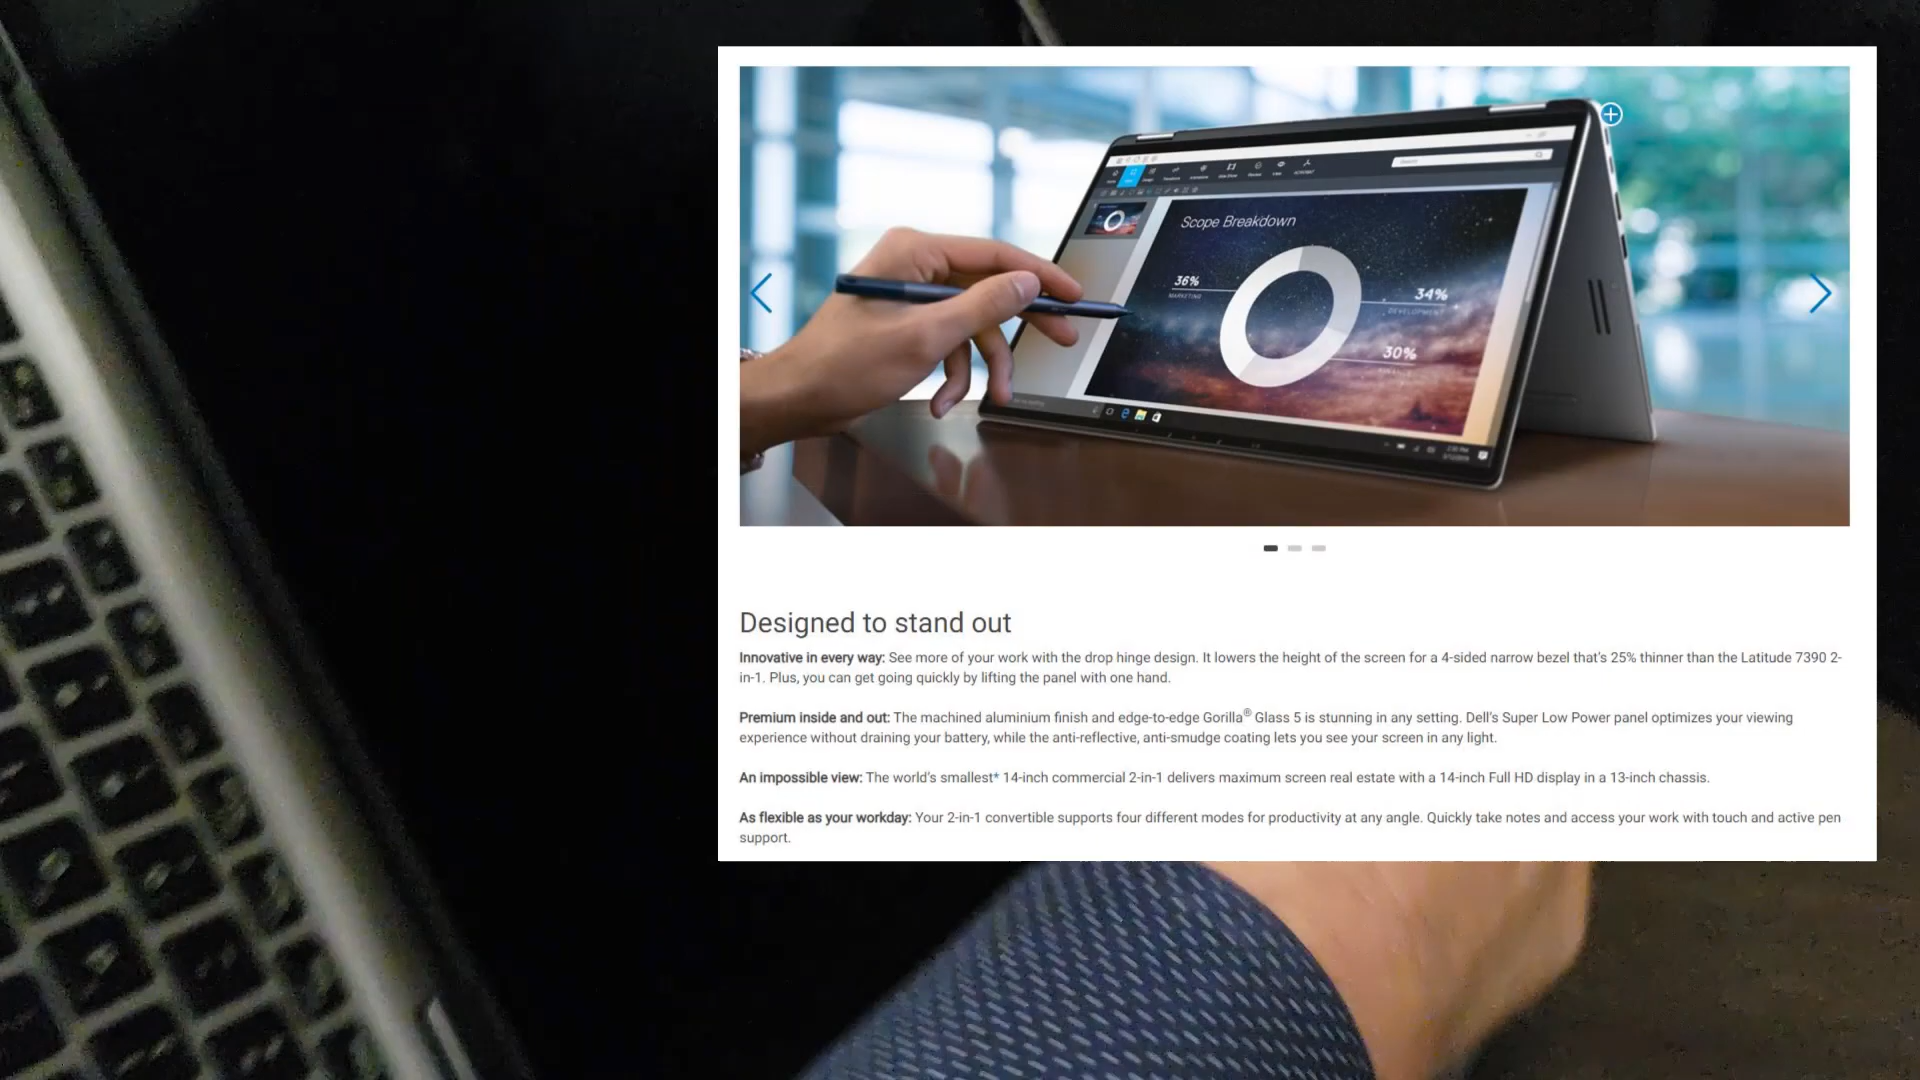 Scope Breakdown
36%
MARKETING
34%
DEVELOPMENT
30%
Designed to stand out
Innovative in every way: See more of your work with the drop hinge design. It lowers the height of the screen for a 4-sided narrow bezel that's 25% thinner than the Latitude 7390 2-
in-1. Plus, you can get going quickly by lifting the panel with one hand.
Premium inside and out: The machined aluminium finish and edge-to-edge Gorilla® Glass 5 is stunning in any setting. Dell's Super Low Power panel optimizes your viewing
experience without draining your battery, while the anti-reflective, anti-smudge coating lets you see your screen in any light.
An impossible view: The world's smallest* 14-inch commercial 2-in-1 delivers maximum screen real estate with a 14-inch Full HD display in a 13-inch chassis.
As flexible as your workday: Your 2-in-1 convertible supports four different modes for productivity at any angle. Quickly take notes and access your work with touch and active pen
support.